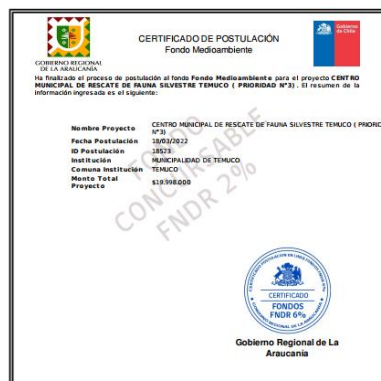 GOBIERNO REGIONAL
DE LA ARAUCANÍA
CERTIFICADO DE POSTULACIÓN
Fondo Medioambiente
Gobierno
de Chile
Ha finalizado el proceso de postulación al fondo Fondo Medioambiente para el proyecto CENTRO
MUNICIPAL DE RESCATE DE FAUNA SILVESTRE TEMUCO ( PRIORIDAD N°3) . El resumen de la
información ingresada es el siguiente:
Nombre Proyecto CENTRO MUNICIPAL DE RESCATE DE FAUNA SILVESTRE TEMUCO ( PRIORID
N°3)
Fecha Postulación 18/03/2022
ID Postulación 18573
Institución MUNICIPALIDAD DE TEMUCO
Comuna Institución TEMUCO
Monto Total
Proyecto $19.998.000
FONDO
CONCURSABLE
FNDR 2%
CERTIFICADO
FONDOS
FNDR 6%
Gobierno Regional de La
Araucanía